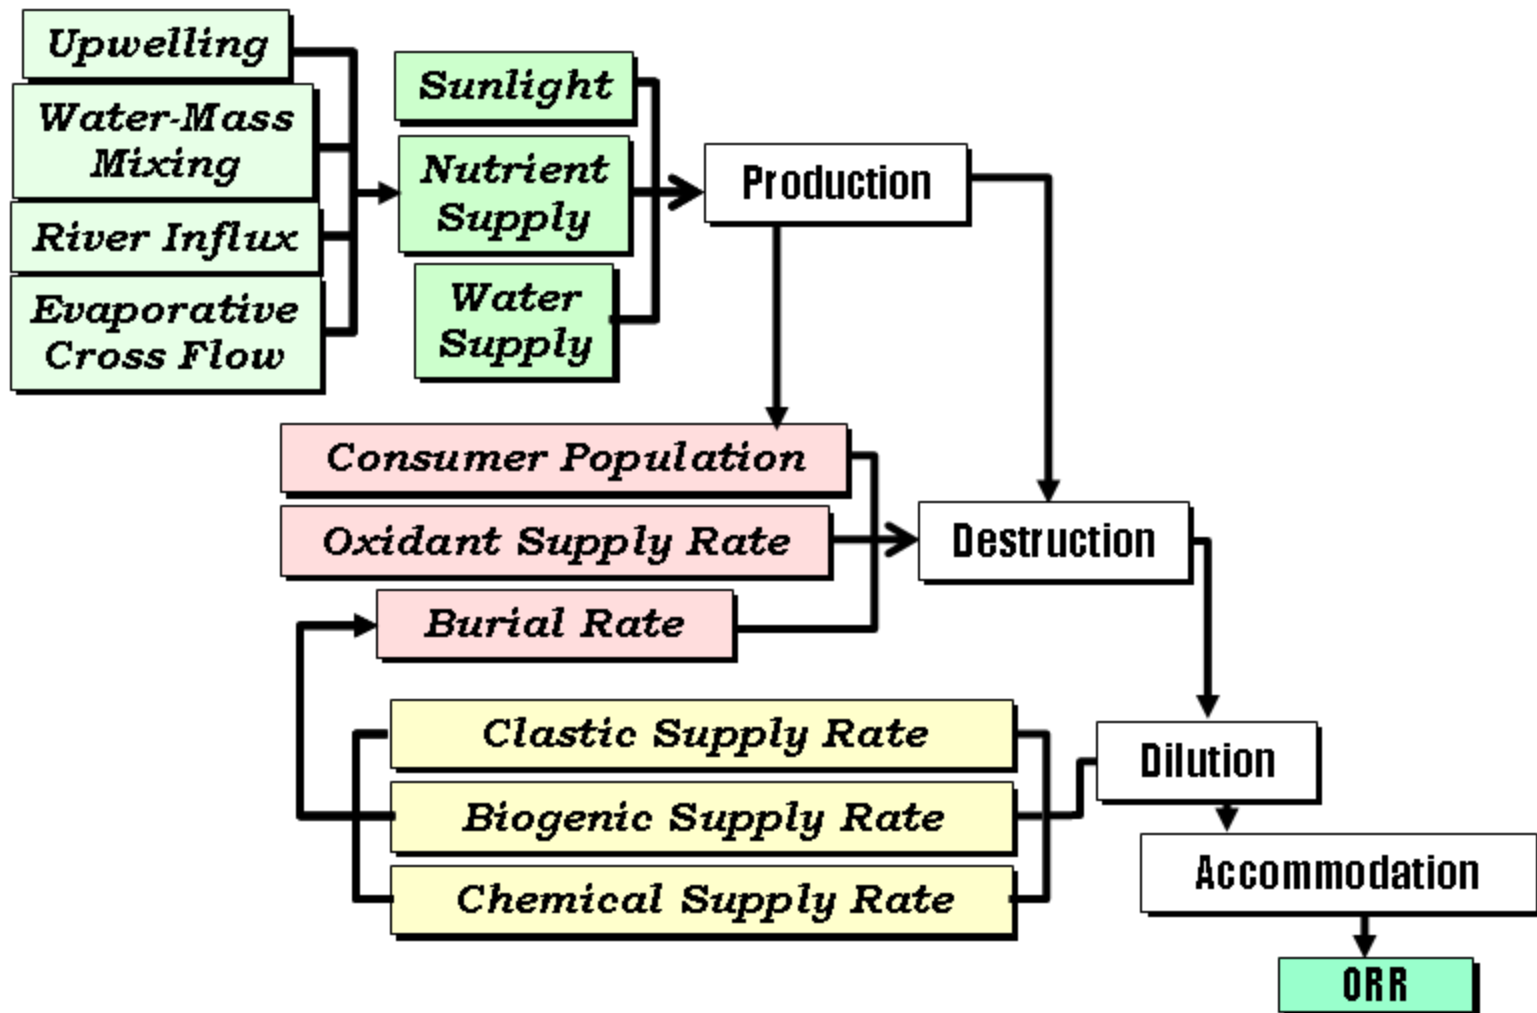 Upwelling
Water-Mass
Mixing
River Influx
Evaporative
Cross Flow
Sunlight
Nutrient
Supply
Water
Supply
Production
Consumer Population
Oxidant Supply Rate
Burial Rate
Destruction
Clastic Supply Rate
Biogenic Supply Rate
Chemical Supply Rate
Dilution
Accommodation
ORR